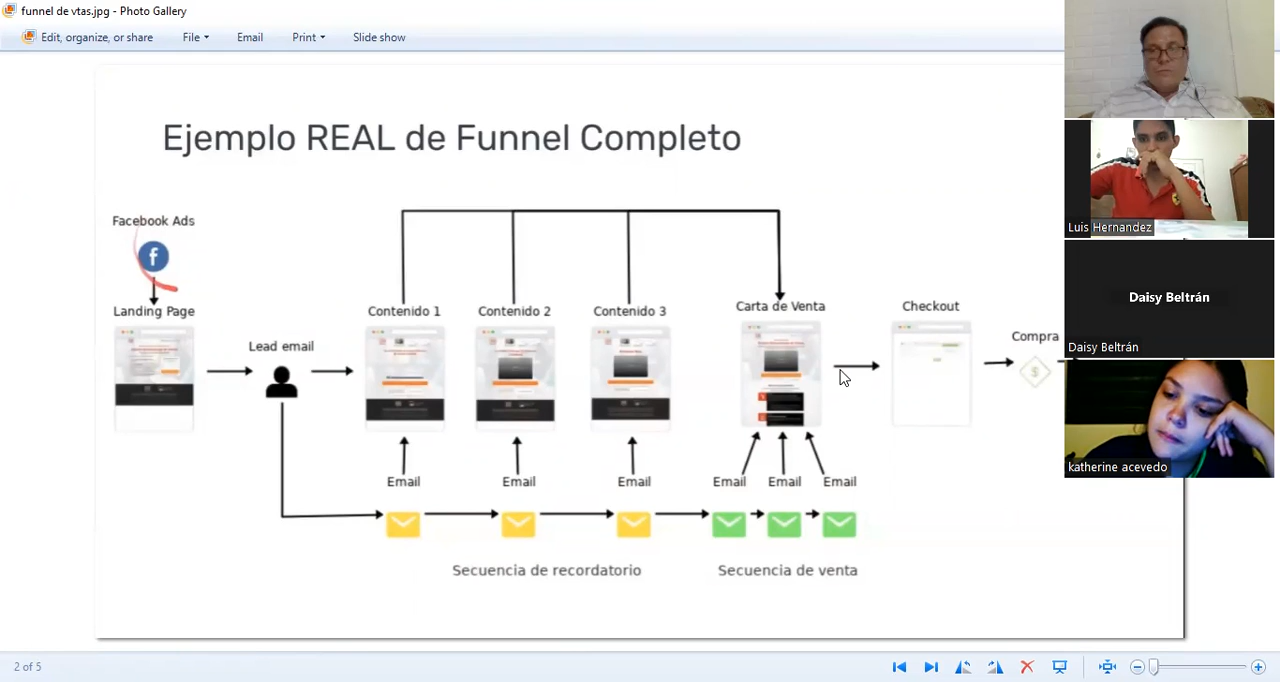 funnel de vtas.jpg - Photo Gallery
Edit, organize, or share File Email Print Slide show
Ejemplo REAL de Funnel Completo
Facebook Ads
f
Landing Page
Lead email
Contenido 1
Contenido 2
Contenido 3
Carta de Venta
Checkout
Compra
$
Email
Email
Email
Email
Email
Email
Secuencia de recordatorio
Secuencia de venta
Luis Hernandez
Daisy Beltrán
Daisy Beltrán
katherine acevedo
2 of 5